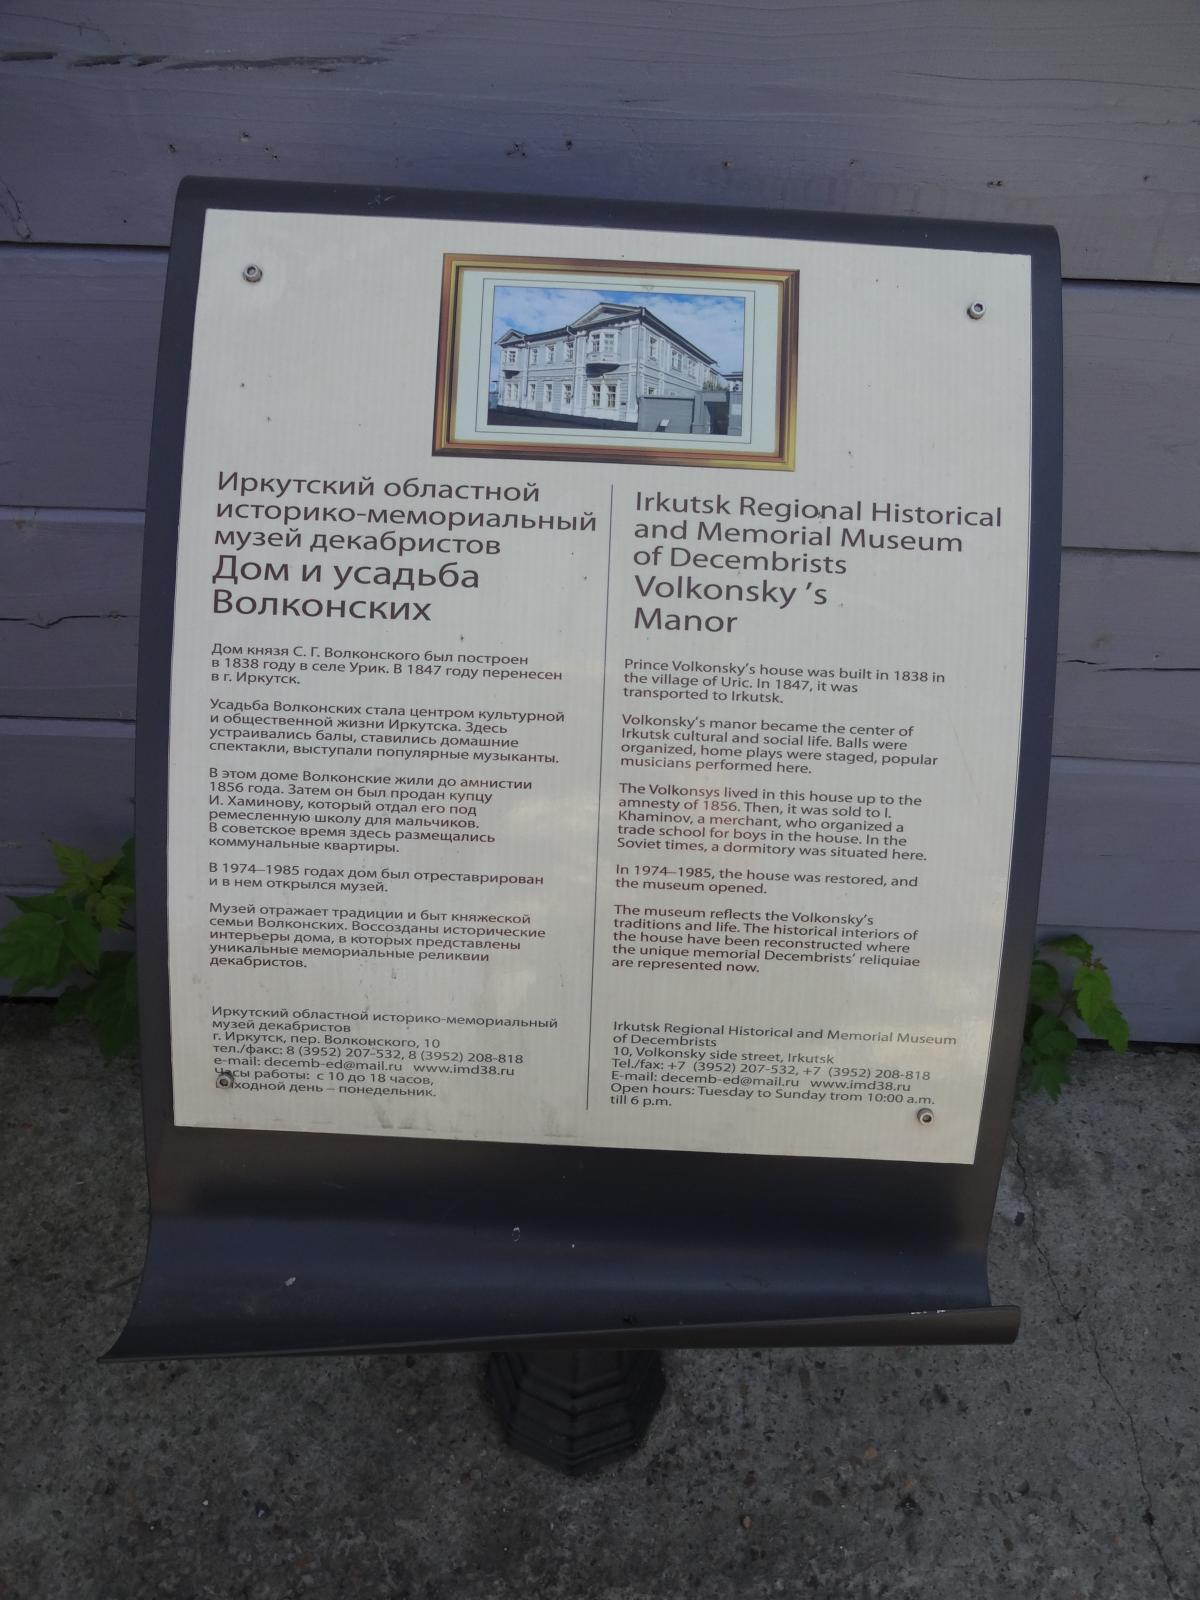 Иркутский областной
историко-мемориальный
музей декабристов
Дом и усадьба
Волконских
Дом князя С. Г. Волконского был построен
в 1838 году в селе Урик. В 1847 году перенесен
в г. Иркутск.
Усадьба Волконских стала центром культурной
и общественной жизни Иркутска. Здесь
устраивались балы, ставились домашние
спектакли, выступали популярные музыканты.
В этом доме Волконские жили до амнистии
1856 года. Затем он был продан купцу
И. Хаминову, который отдал его под
ремесленную школу для мальчиков.
В советское время здесь размещались
коммунальные квартиры.
В 1974–1985 годах дом был отреставрирован
и в нем открылся музей.
Музей отражает традиции и быт княжеской
семьи Волконских. Воссозданы исторические
интерьеры дома, в которых представлены
уникальные мемориальные реликвии
декабристов.
Иркутский областной историко-мемориальный
музей декабристов
г. Иркутск, пер. Волконского, 10
тел./факс: 8 (3952) 207-532, 8 (3952) 208-818
e-mail: decemb-ed@mail.ru www.imd38.ru
Часы работы: с 10 до 18 часов,
день – понедельник.
Irkutsk Regional Historical
and Memorial Museum
of Decembrists
Volkonsky 's
Manor
Prince Volkonsky's house was built in 1838 in
the village of Uric. In 1847, it was
transported to Irkutsk.
Volkonsky's manor became the center of
Irkutsk cultural and social life. Balls were
organized, home plays were staged, popular
musicians performed here.
The Volkonsys lived in this house up to the
amnesty of 1856. Then, it was sold to I.
Khaminov, a merchant, who organized a
trade school for boys in the house. In the
Soviet times, a dormitory was situated here.
In 1974–1985, the house was restored, and
the museum opened.
The museum reflects the Volkonsky's
traditions and life. The historical interiors of
the house have been reconstructed where
the unique memorial Decembrists' reliquiae
are represented now.
Irkutsk Regional Historical and Memorial Museum
of Decembrists
10, Volkonsky side street, Irkutsk
Tel./fax: +7 (3952) 207-532, +7 (3952) 208-818
E-mail: decemb-ed@mail.ru www.imd38.ru
Open hours: Tuesday to Sunday trom 10:00 a.m.
till 6 p.m.